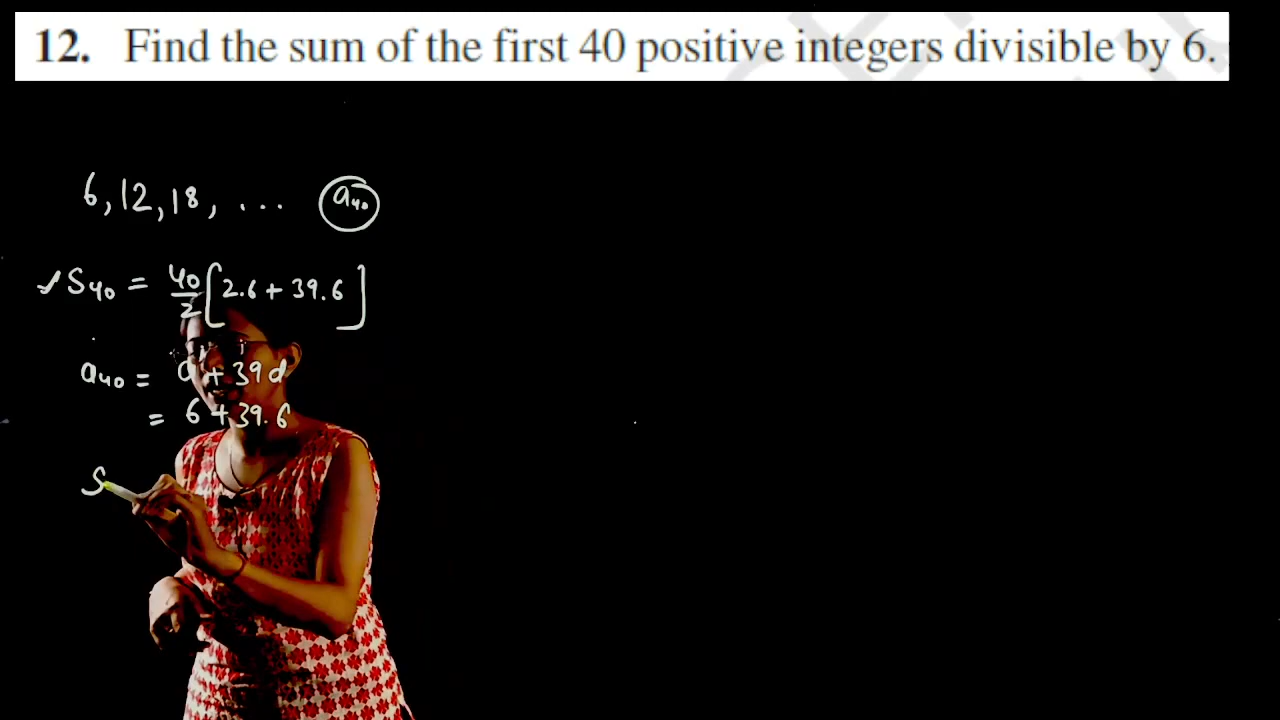 12. Find the sum of the first 40 positive integers divisible by 6.
6, 12, 18, ... a₄₀
S₄₀ = 40/2 [2.6 + 39.6]
a₄₀ = a + 39d
= 6 + 39.6
S